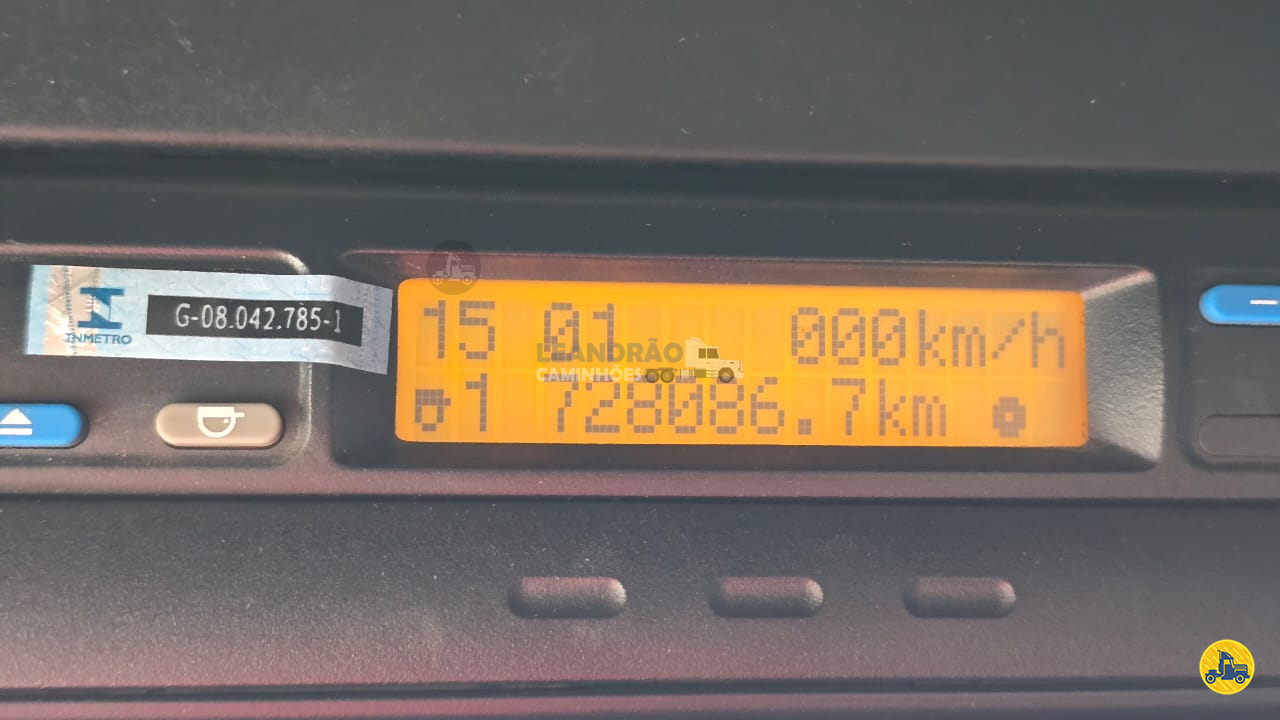 INMETRO
G-08.042.785-1
15 01 000km/h
1 728086.7km
LEANDRÃO
CAMINHÕES